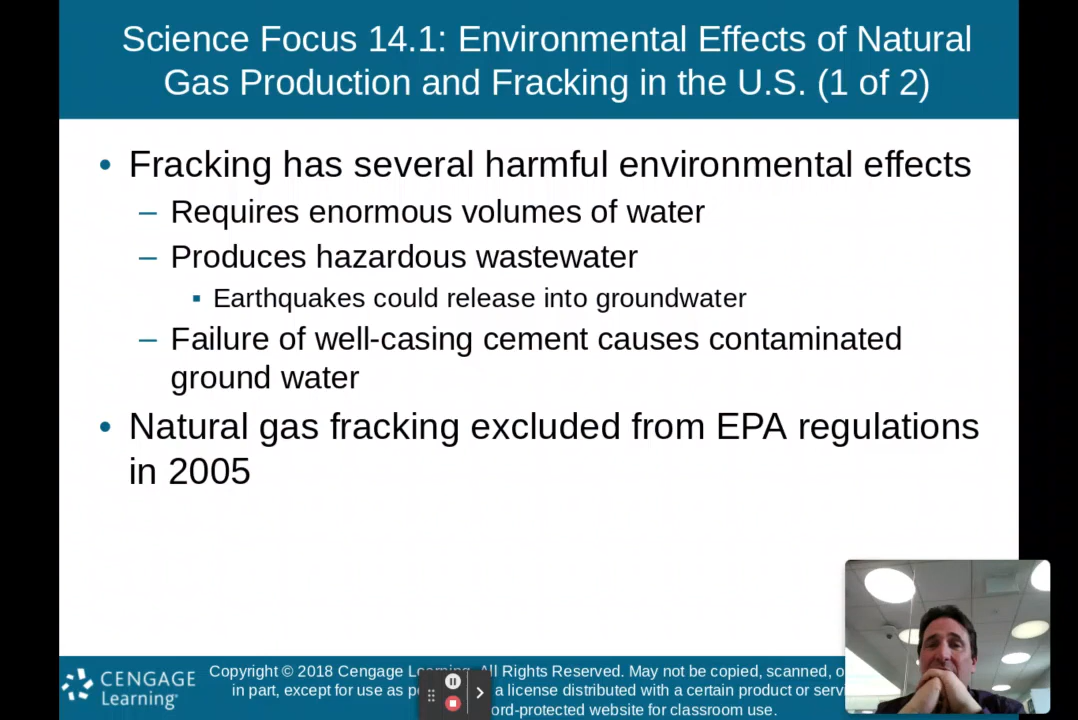 Science Focus 14.1: Environmental Effects of Natural
Gas Production and Fracking in the U.S. (1 of 2)
• Fracking has several harmful environmental effects
– Requires enormous volumes of water
– Produces hazardous wastewater
▪ Earthquakes could release into groundwater
– Failure of well-casing cement causes contaminated
ground water
• Natural gas fracking excluded from EPA regulations
in 2005
CENGAGE
Learning
Copyright © 2018 Cengage Learning. All Rights Reserved. May not be copied, scanned, o
in part, except for use as a license distributed with a certain product or
for classroom use.